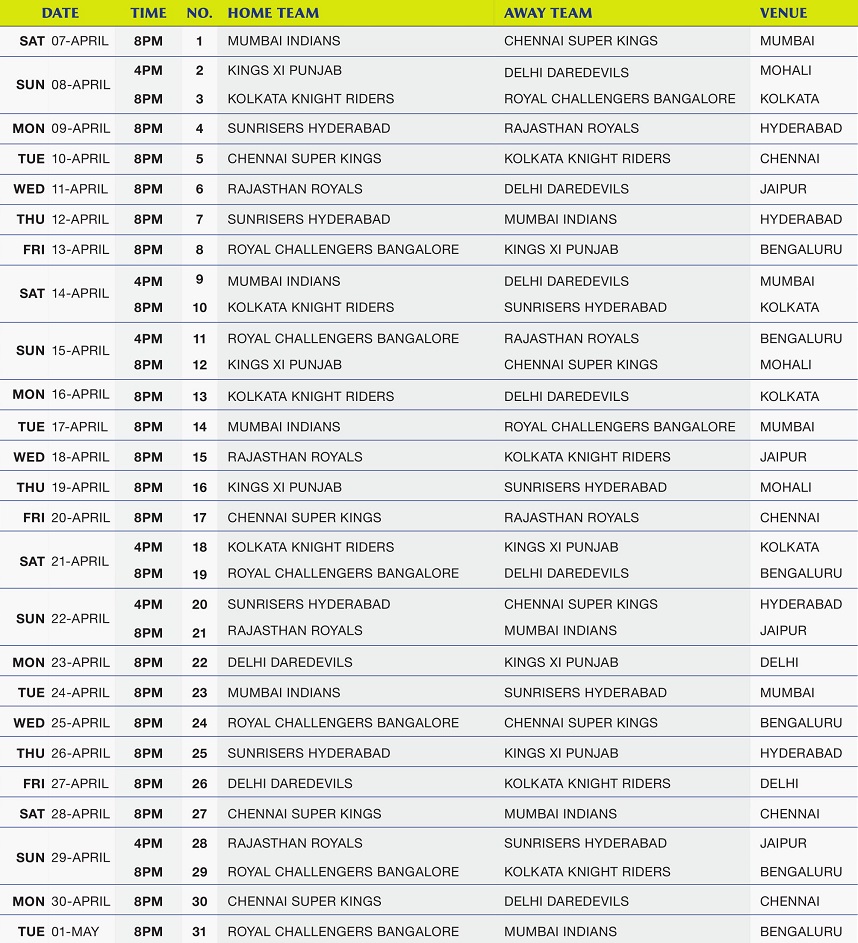 DATE TIME NO. HOME TEAM AWAY TEAM VENUE
SAT 07-APRIL 8PM 1 MUMBAI INDIANS CHENNAI SUPER KINGS MUMBAI
SUN 08-APRIL 4PM 2 KINGS XI PUNJAB DELHI DAREDEVILS MOHALI
8PM 3 KOLKATA KNIGHT RIDERS ROYAL CHALLENGERS BANGALORE KOLKATA
MON 09-APRIL 8PM 4 SUNRISERS HYDERABAD RAJASTHAN ROYALS HYDERABAD
TUE 10-APRIL 8PM 5 CHENNAI SUPER KINGS KOLKATA KNIGHT RIDERS CHENNAI
WED 11-APRIL 8PM 6 RAJASTHAN ROYALS DELHI DAREDEVILS JAIPUR
THU 12-APRIL 8PM 7 SUNRISERS HYDERABAD MUMBAI INDIANS HYDERABAD
FRI 13-APRIL 8PM 8 ROYAL CHALLENGERS BANGALORE KINGS XI PUNJAB BENGALURU
SAT 14-APRIL 4PM 9 MUMBAI INDIANS DELHI DAREDEVILS MUMBAI
8PM 10 KOLKATA KNIGHT RIDERS SUNRISERS HYDERABAD KOLKATA
SUN 15-APRIL 4PM 11 ROYAL CHALLENGERS BANGALORE RAJASTHAN ROYALS BENGALURU
8PM 12 KINGS XI PUNJAB CHENNAI SUPER KINGS MOHALI
MON 16-APRIL 8PM 13 KOLKATA KNIGHT RIDERS DELHI DAREDEVILS KOLKATA
TUE 17-APRIL 8PM 14 MUMBAI INDIANS ROYAL CHALLENGERS BANGALORE MUMBAI
WED 18-APRIL 8PM 15 RAJASTHAN ROYALS KOLKATA KNIGHT RIDERS JAIPUR
THU 19-APRIL 8PM 16 KINGS XI PUNJAB SUNRISERS HYDERABAD MOHALI
FRI 20-APRIL 8PM 17 CHENNAI SUPER KINGS RAJASTHAN ROYALS CHENNAI
SAT 21-APRIL 4PM 18 KOLKATA KNIGHT RIDERS KINGS XI PUNJAB KOLKATA
8PM 19 ROYAL CHALLENGERS BANGALORE DELHI DAREDEVILS BENGALURU
SUN 22-APRIL 4PM 20 SUNRISERS HYDERABAD CHENNAI SUPER KINGS HYDERABAD
8PM 21 RAJASTHAN ROYALS MUMBAI INDIANS JAIPUR
MON 23-APRIL 8PM 22 DELHI DAREDEVILS KINGS XI PUNJAB DELHI
TUE 24-APRIL 8PM 23 MUMBAI INDIANS SUNRISERS HYDERABAD MUMBAI
WED 25-APRIL 8PM 24 ROYAL CHALLENGERS BANGALORE CHENNAI SUPER KINGS BENGALURU
THU 26-APRIL 8PM 25 SUNRISERS HYDERABAD KINGS XI PUNJAB HYDERABAD
FRI 27-APRIL 8PM 26 DELHI DAREDEVILS KOLKATA KNIGHT RIDERS DELHI
SAT 28-APRIL 8PM 27 CHENNAI SUPER KINGS MUMBAI INDIANS CHENNAI
SUN 29-APRIL 4PM 28 RAJASTHAN ROYALS SUNRISERS HYDERABAD JAIPUR
8PM 29 ROYAL CHALLENGERS BANGALORE KOLKATA KNIGHT RIDERS BENGALURU
MON 30-APRIL 8PM 30 CHENNAI SUPER KINGS DELHI DAREDEVILS CHENNAI
TUE 01-MAY 8PM 31 ROYAL CHALLENGERS BANGALORE MUMBAI INDIANS BENGALURU